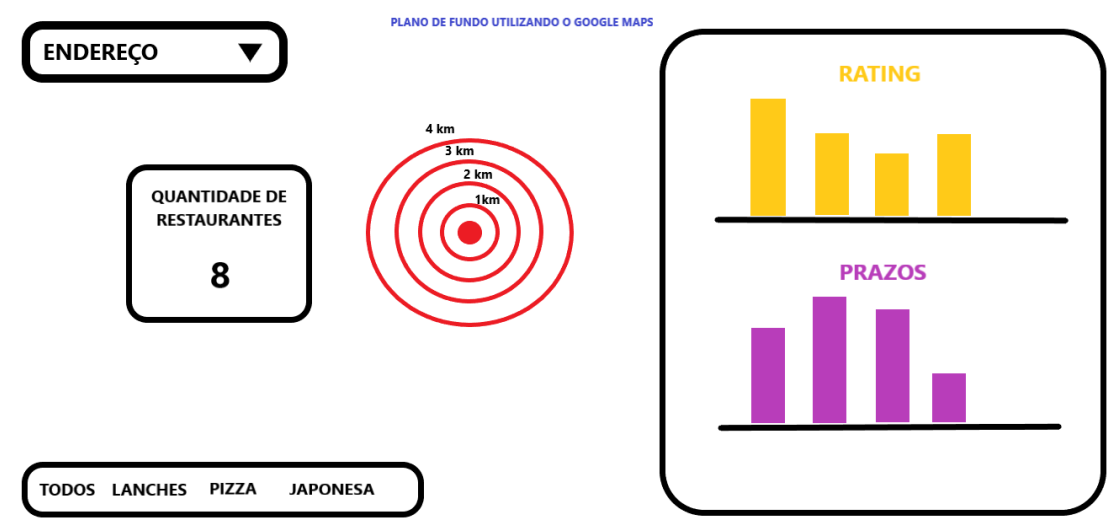 PLANO DE FUNDO UTILIZANDO O GOOGLE MAPS
ENDEREÇO
RATING
4 km
3 km
2 km
1km
QUANTIDADE DE
RESTAURANTES
8
PRAZOS
TODOS LANCHES PIZZA JAPONESA